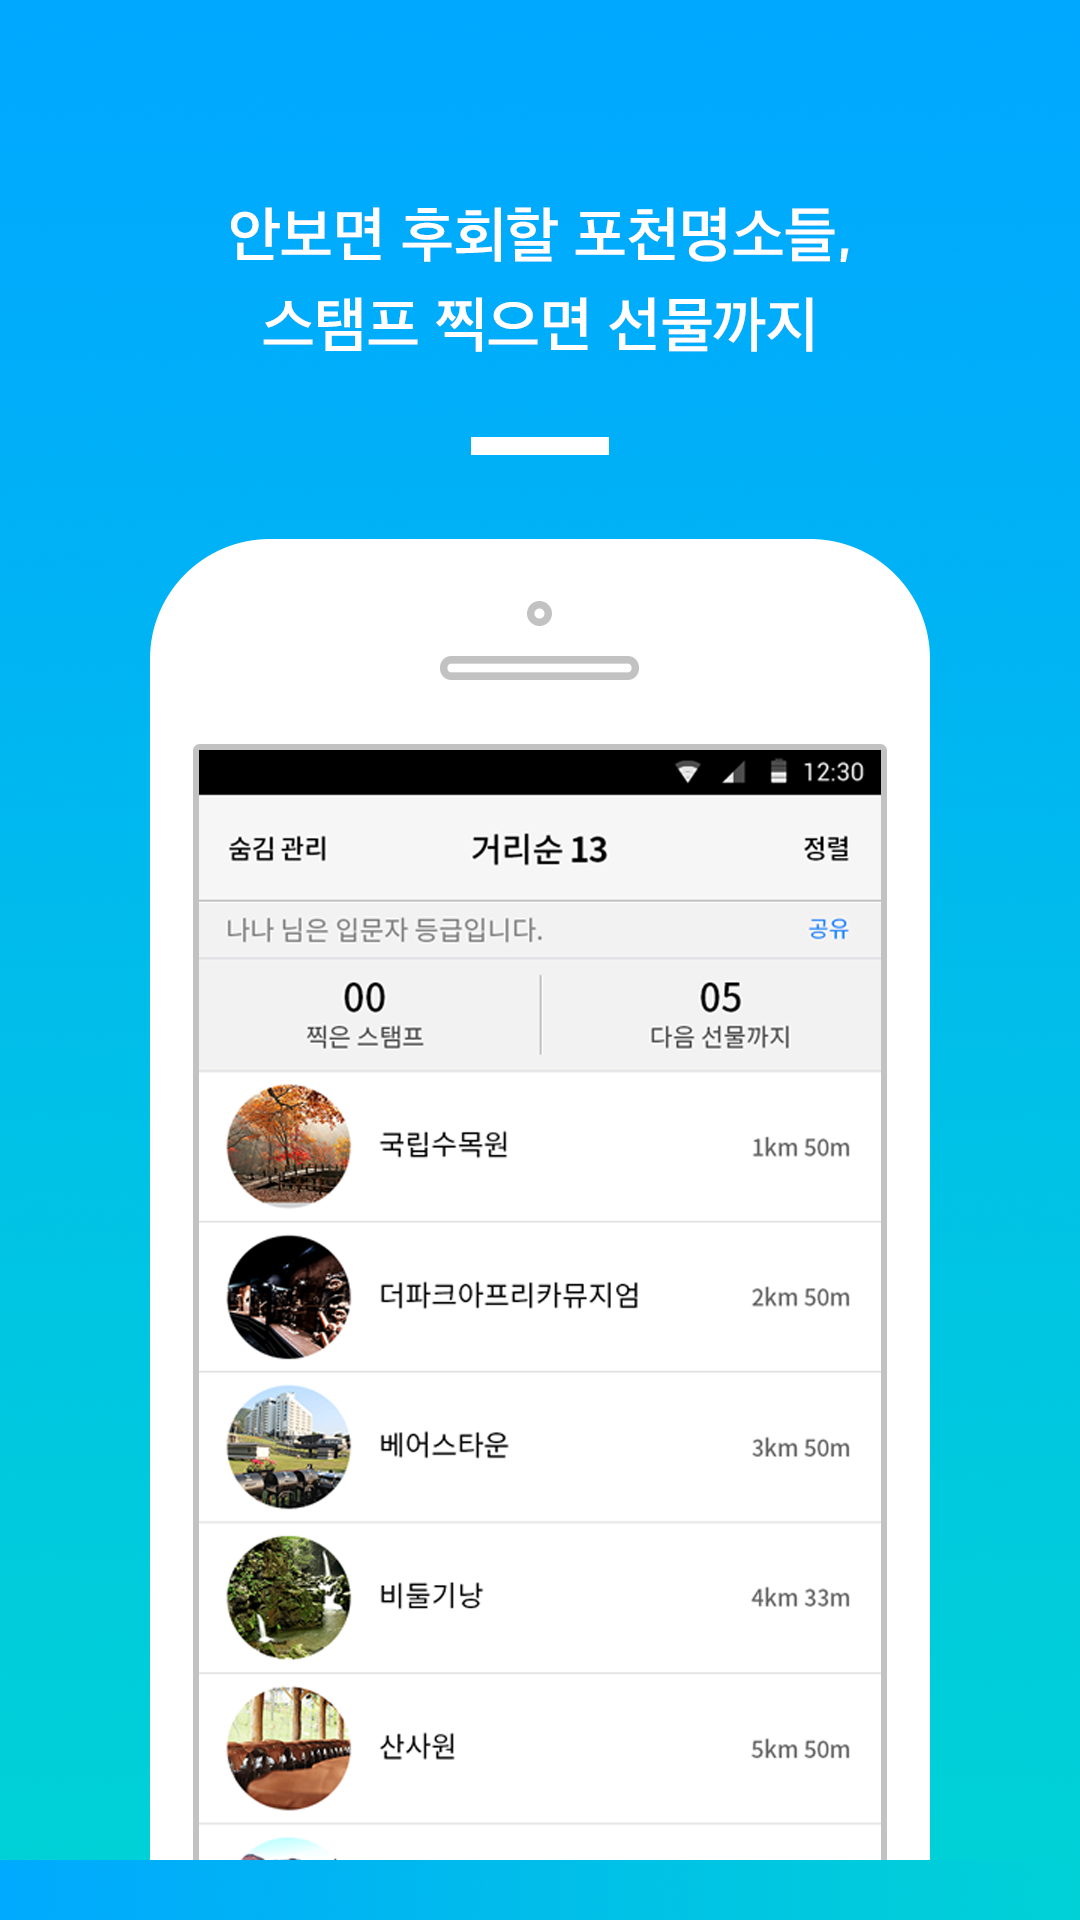 안보면 후회할 포천명소들,
스탬프 찍으면 선물까지
12:30
숨김 관리 거리순 13 정렬
나나 님은 입문자 등급입니다. 공유
00 05
찍은 스탬프 다음 선물까지
국립수목원 1km 50m
더파크아프리카뮤지엄 2km 50m
베어스타운 3km 50m
비둘기낭 4km 33m
산사원 5km 50m